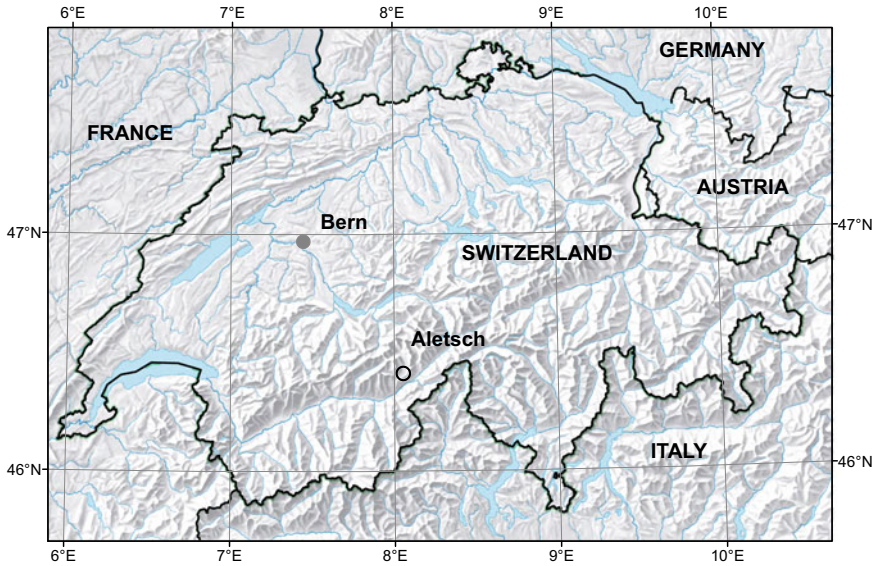 6°E 7°E 8°E 9°E 10°E
GERMANY
FRANCE
AUSTRIA
Bern
47°N 47°N
SWITZERLAND
Aletsch
ITALY
46°N 46°N
6°E 7°E 8°E 9°E 10°E